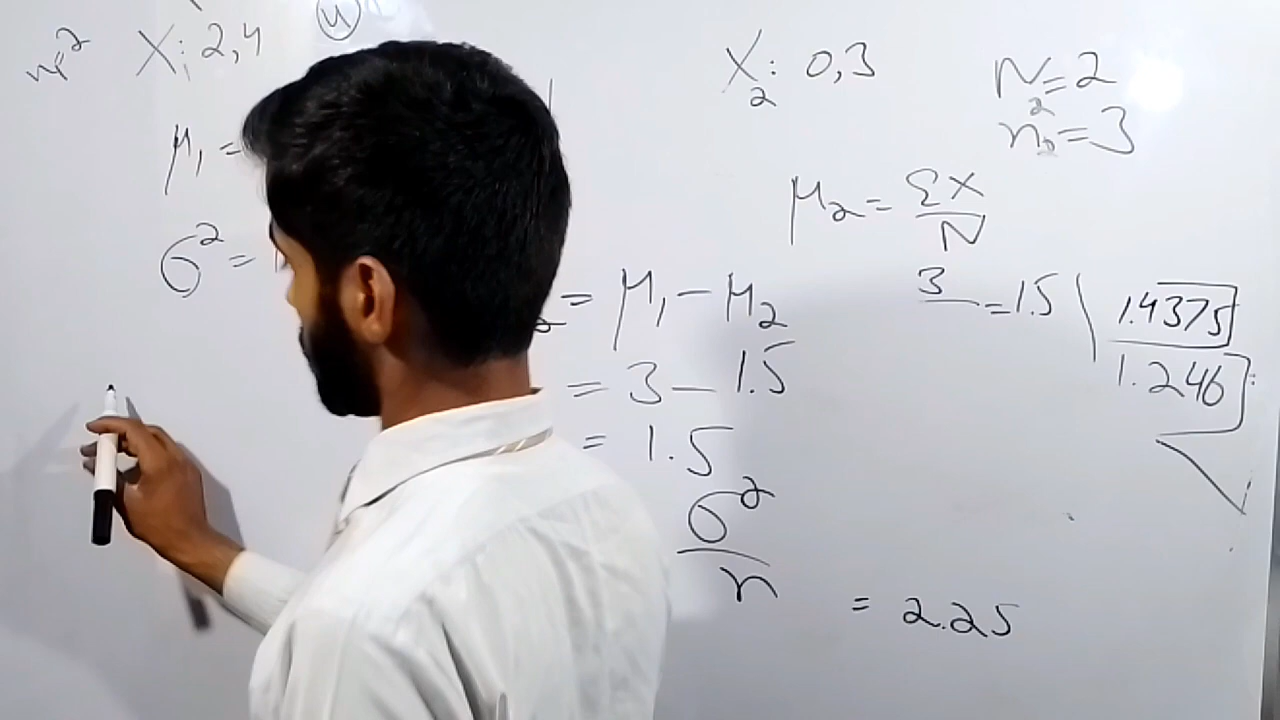 X₁: 2,4
μ₁ =
σ² =
X₂: 0,3
N₂ = 2
n₂ = 3
μ₂ = Σx / N
3 = 1.5
1.4375
1.246
= μ₁ - μ₂
= 3 - 1.5
= 1.5
σ² / n
= 2.25